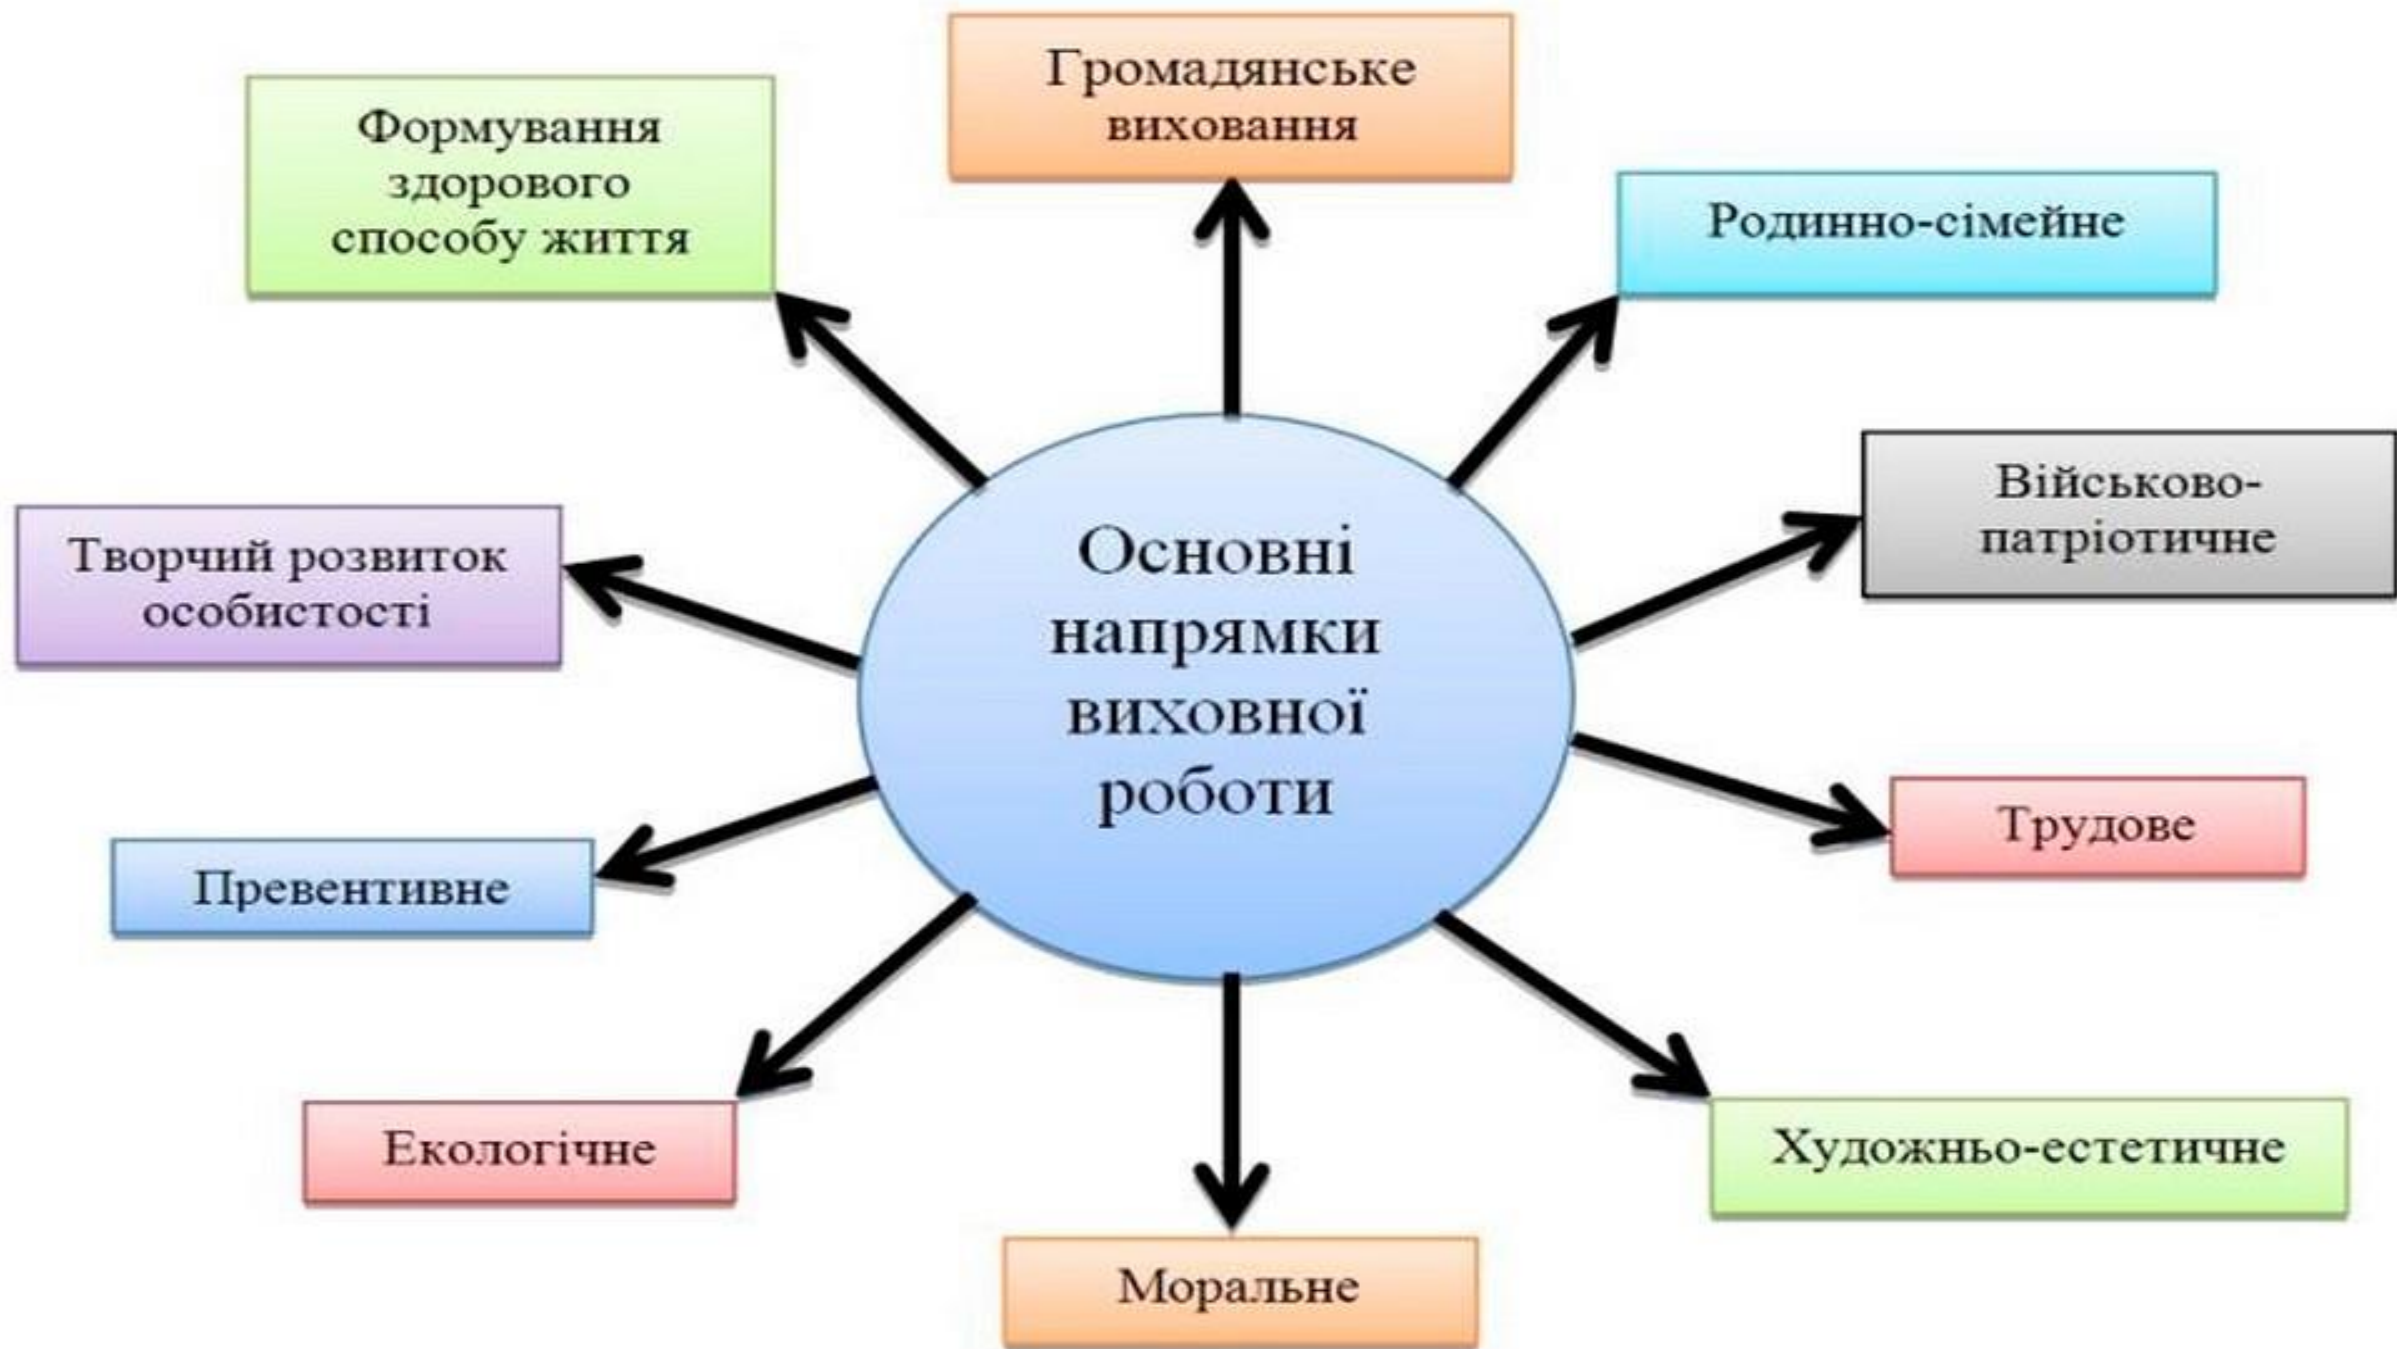 Громадянське
виховання
Формування
здорового
способу життя
Родинно-сімейне
Військово-
патріотичне
Творчий розвиток
особистості
Основні
напрямки
виховної
роботи
Трудове
Превентивне
Екологічне
Художньо-естетичне
Моральне